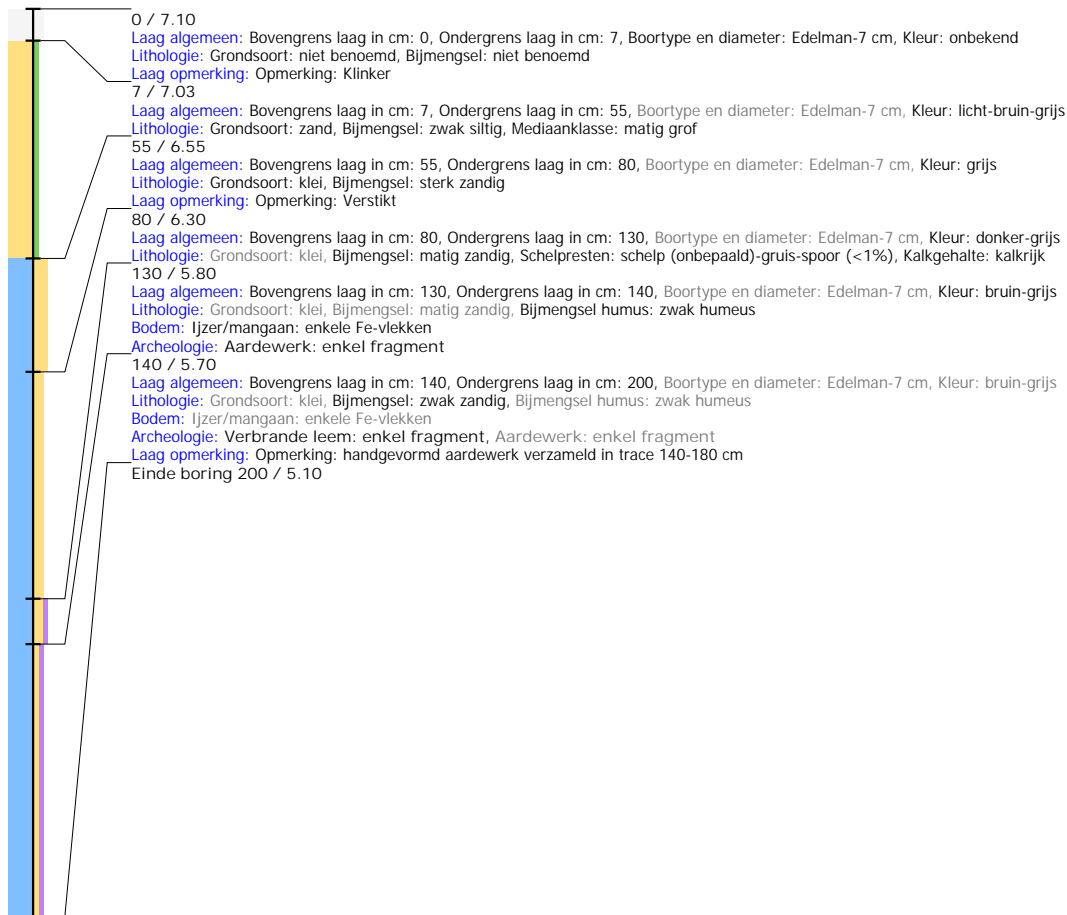 0 / 7.10
Laag algemeen: Bovengrens laag in cm: 0, Ondergrens laag in cm: 7, Boortype en diameter: Edelman-7 cm, Kleur: onbekend
Lithologie: Grondsoort: niet benoemd, Bijmengsel: niet benoemd
Laag opmerking: Opmerking: Klinker
7 / 7.03
Laag algemeen: Bovengrens laag in cm: 7, Ondergrens laag in cm: 55, Boortype en diameter: Edelman-7 cm, Kleur: licht-bruin-grijs
Lithologie: Grondsoort: zand, Bijmengsel: zwak siltig, Mediaanklasse: matig grof
55 / 6.55
Laag algemeen: Bovengrens laag in cm: 55, Ondergrens laag in cm: 80, Boortype en diameter: Edelman-7 cm, Kleur: grijs
Lithologie: Grondsoort: klei, Bijmengsel: sterk zandig
Laag opmerking: Opmerking: Verstikt
80 / 6.30
Laag algemeen: Bovengrens laag in cm: 80, Ondergrens laag in cm: 130, Boortype en diameter: Edelman-7 cm, Kleur: donker-grijs
Lithologie: Grondsoort: klei, Bijmengsel: matig zandig, Schelpresten: schelp (onbepaald)-gruis-spoor (<1%), Kalkgehalte: kalkrijk
130 / 5.80
Laag algemeen: Bovengrens laag in cm: 130, Ondergrens laag in cm: 140, Boortype en diameter: Edelman-7 cm, Kleur: bruin-grijs
Lithologie: Grondsoort: klei, Bijmengsel: matig zandig, Bijmengsel humus: zwak humeus
Bodem: Ijzer/mangaan: enkele Fe-vlekken
Archeologie: Aardewerk: enkel fragment
140 / 5.70
Laag algemeen: Bovengrens laag in cm: 140, Ondergrens laag in cm: 200, Boortype en diameter: Edelman-7 cm, Kleur: bruin-grijs
Lithologie: Grondsoort: klei, Bijmengsel: zwak zandig, Bijmengsel humus: zwak humeus
Bodem: Ijzer/mangaan: enkele Fe-vlekken
Archeologie: Verbrande leem: enkel fragment, Aardewerk: enkel fragment
Laag opmerking: Opmerking: handgevormd aardewerk verzameld in trace 140-180 cm
Einde boring 200 / 5.10